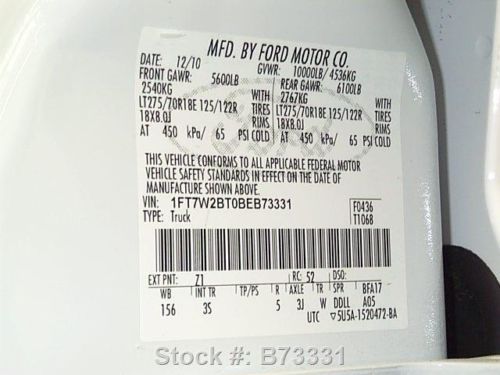 MFD. BY FORD MOTOR CO.
DATE: 12/10 GVWR: 10000LB/ 4536KG
FRONT GAWR: 5600LB REAR GAWR: 6100LB
2540KG WITH 2767KG WITH
LT275/70R18E 125/122R TIRES LT275/70R18E 125/122R TIRES
18X8.0J RIMS 18X8.0J RIMS
AT 450 kPa/ 65 PSI COLD AT 450 kPa/ 65 PSI COLD
THIS VEHICLE CONFORMS TO ALL APPLICABLE FEDERAL MOTOR
VEHICLE SAFETY STANDARDS IN EFFECT ON THE DATE OF
MANUFACTURE SHOWN ABOVE.
VIN: 1FT7W2BT0BEB73331 F0436
TYPE: Truck T1068
EXT PNT: Z1 RC: 52 DSO:
WB INT TR TP/PS R AXLE TR SPR BFA17
156 3S 5 3J W DDLL A05
UTC ▽5U5A-1520472-BA
Stock #: B73331